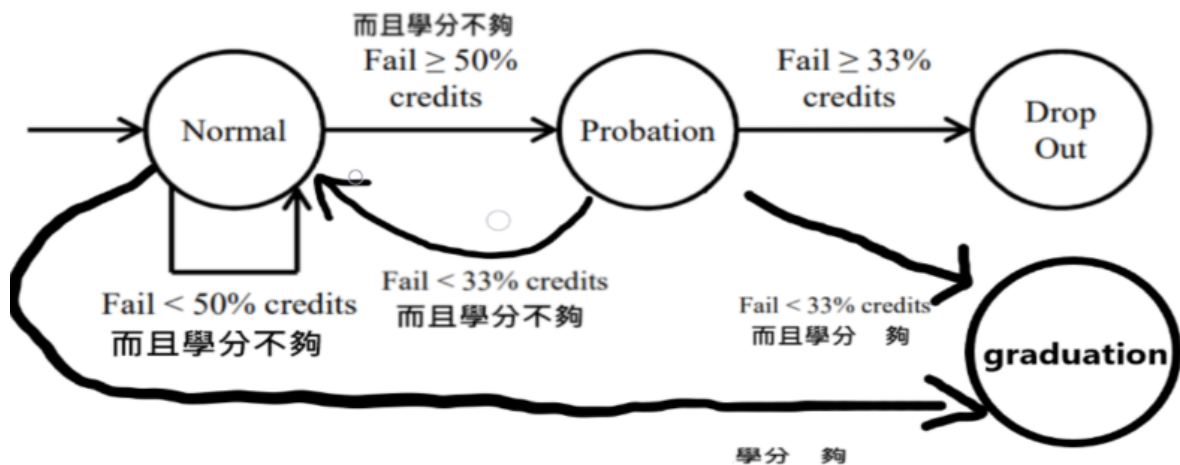 而且學分不夠
Fail ≥ 50%
credits
Fail ≥ 33%
credits
Normal
Probation
Drop
Out
Fail < 50% credits
而且學分不夠
Fail < 33% credits
而且學分不夠
Fail < 33% credits
而且學分 夠
graduation
學分 夠